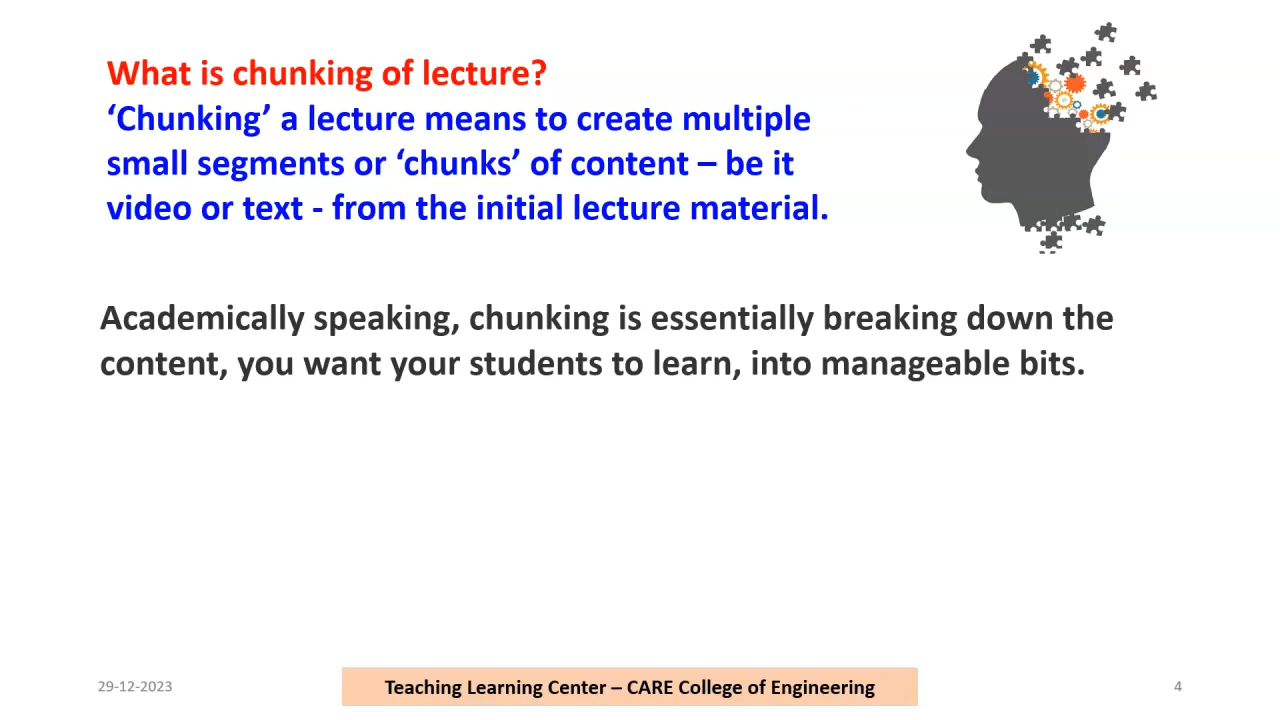 What is chunking of lecture?
‘Chunking’ a lecture means to create multiple
small segments or ‘chunks’ of content – be it
video or text - from the initial lecture material.
Academically speaking, chunking is essentially breaking down the
content, you want your students to learn, into manageable bits.
29-12-2023
Teaching Learning Center – CARE College of Engineering
4